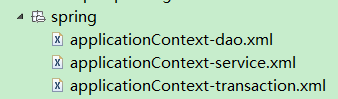 spring
applicationContext-dao.xml
applicationContext-service.xml
applicationContext-transaction.xml